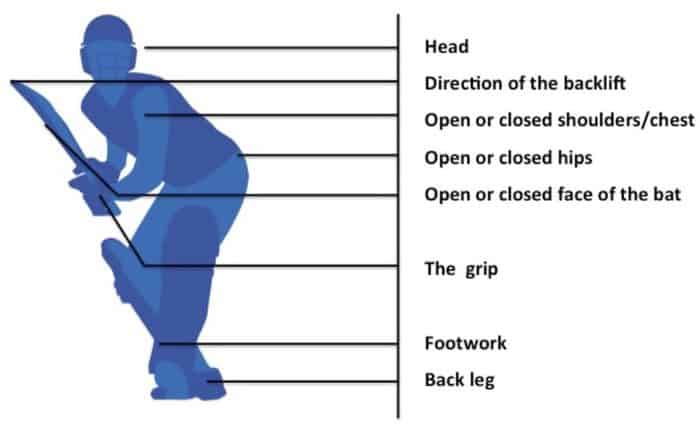 Head
Direction of the backlift
Open or closed shoulders/chest
Open or closed hips
Open or closed face of the bat
The grip
Footwork
Back leg